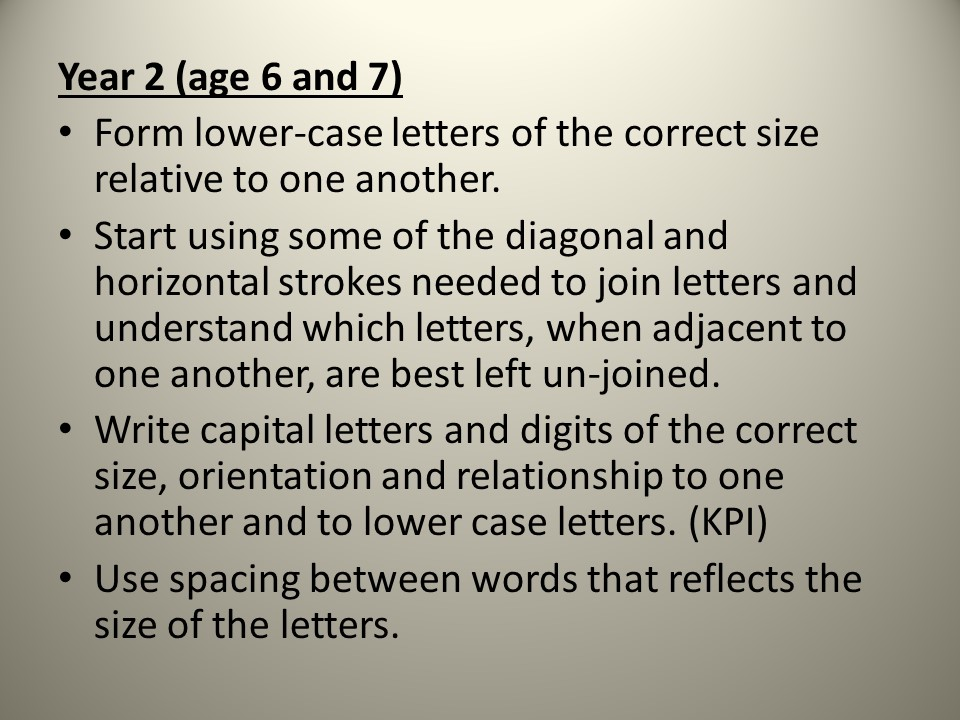 Year 2 (age 6 and 7)
• Form lower-case letters of the correct size
relative to one another.
• Start using some of the diagonal and
horizontal strokes needed to join letters and
understand which letters, when adjacent to
one another, are best left un-joined.
• Write capital letters and digits of the correct
size, orientation and relationship to one
another and to lower case letters. (KPI)
• Use spacing between words that reflects the
size of the letters.